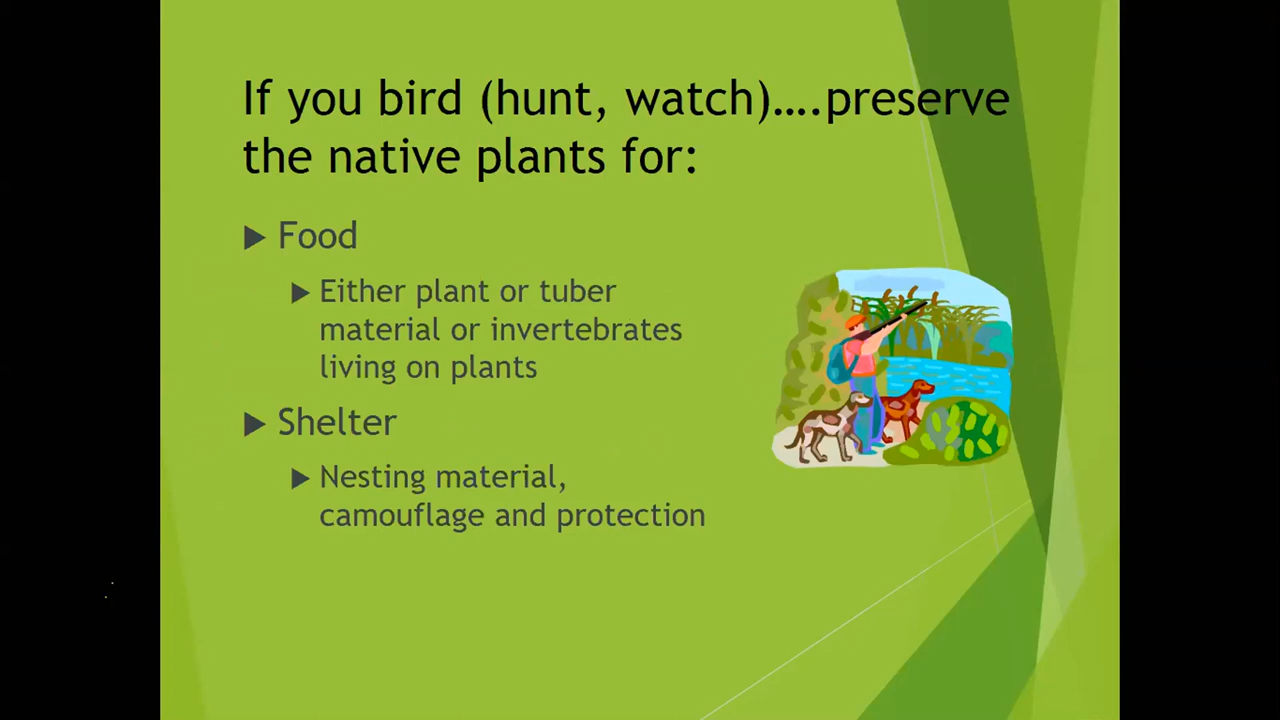 If you bird (hunt, watch)....preserve
the native plants for:
Food
Either plant or tuber
material or invertebrates
living on plants
Shelter
Nesting material,
camouflage and protection